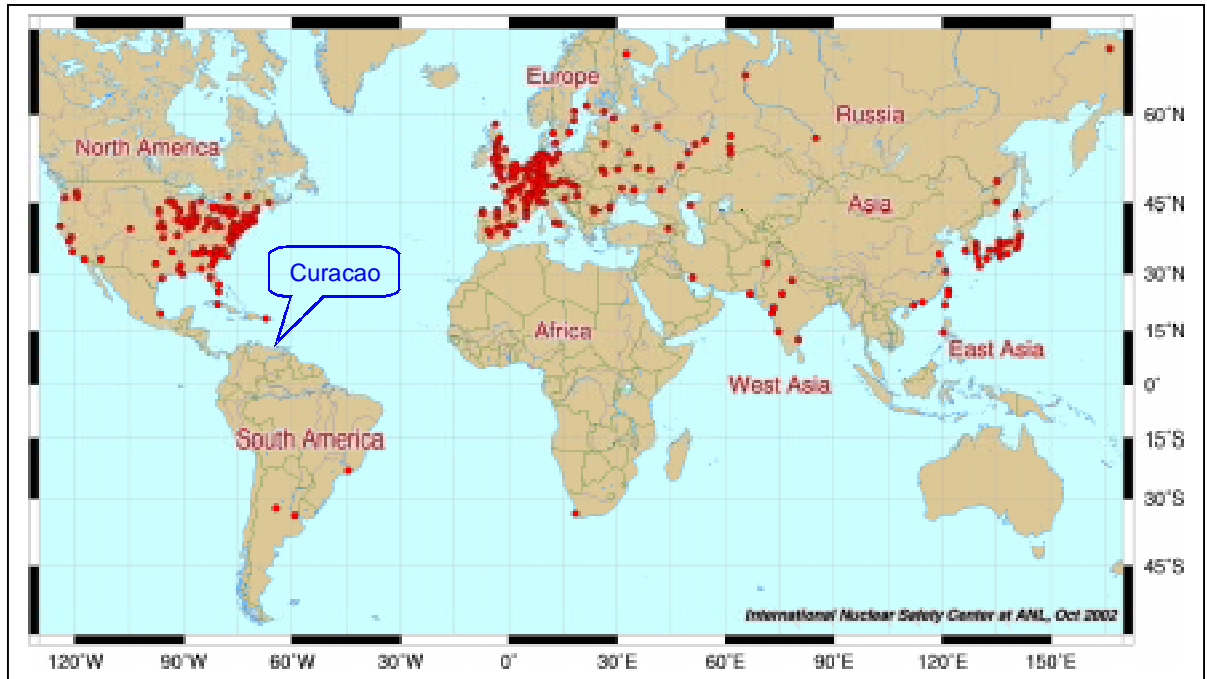 Europe
Russia
60°N
North America
Asia
45°N
Curacao
30°N
Africa
15°N
East Asia
West Asia
0°
South America
15°S
30°S
45°S
International Nuclear Safety Center at ANL, Oct 2002
120°W 90°W 60°W 30°W 0° 30°E 60°E 90°E 120°E 150°E